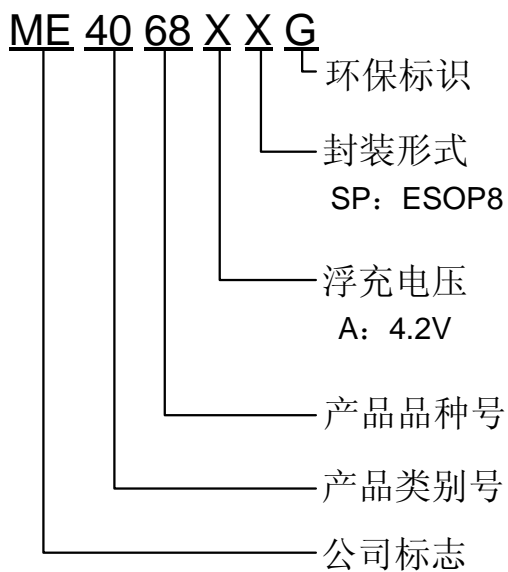 ME 40 68 X X G
环保标识
封装形式
SP：ESOP8
浮充电压
A：4.2V
产品品种号
产品类别号
公司标志